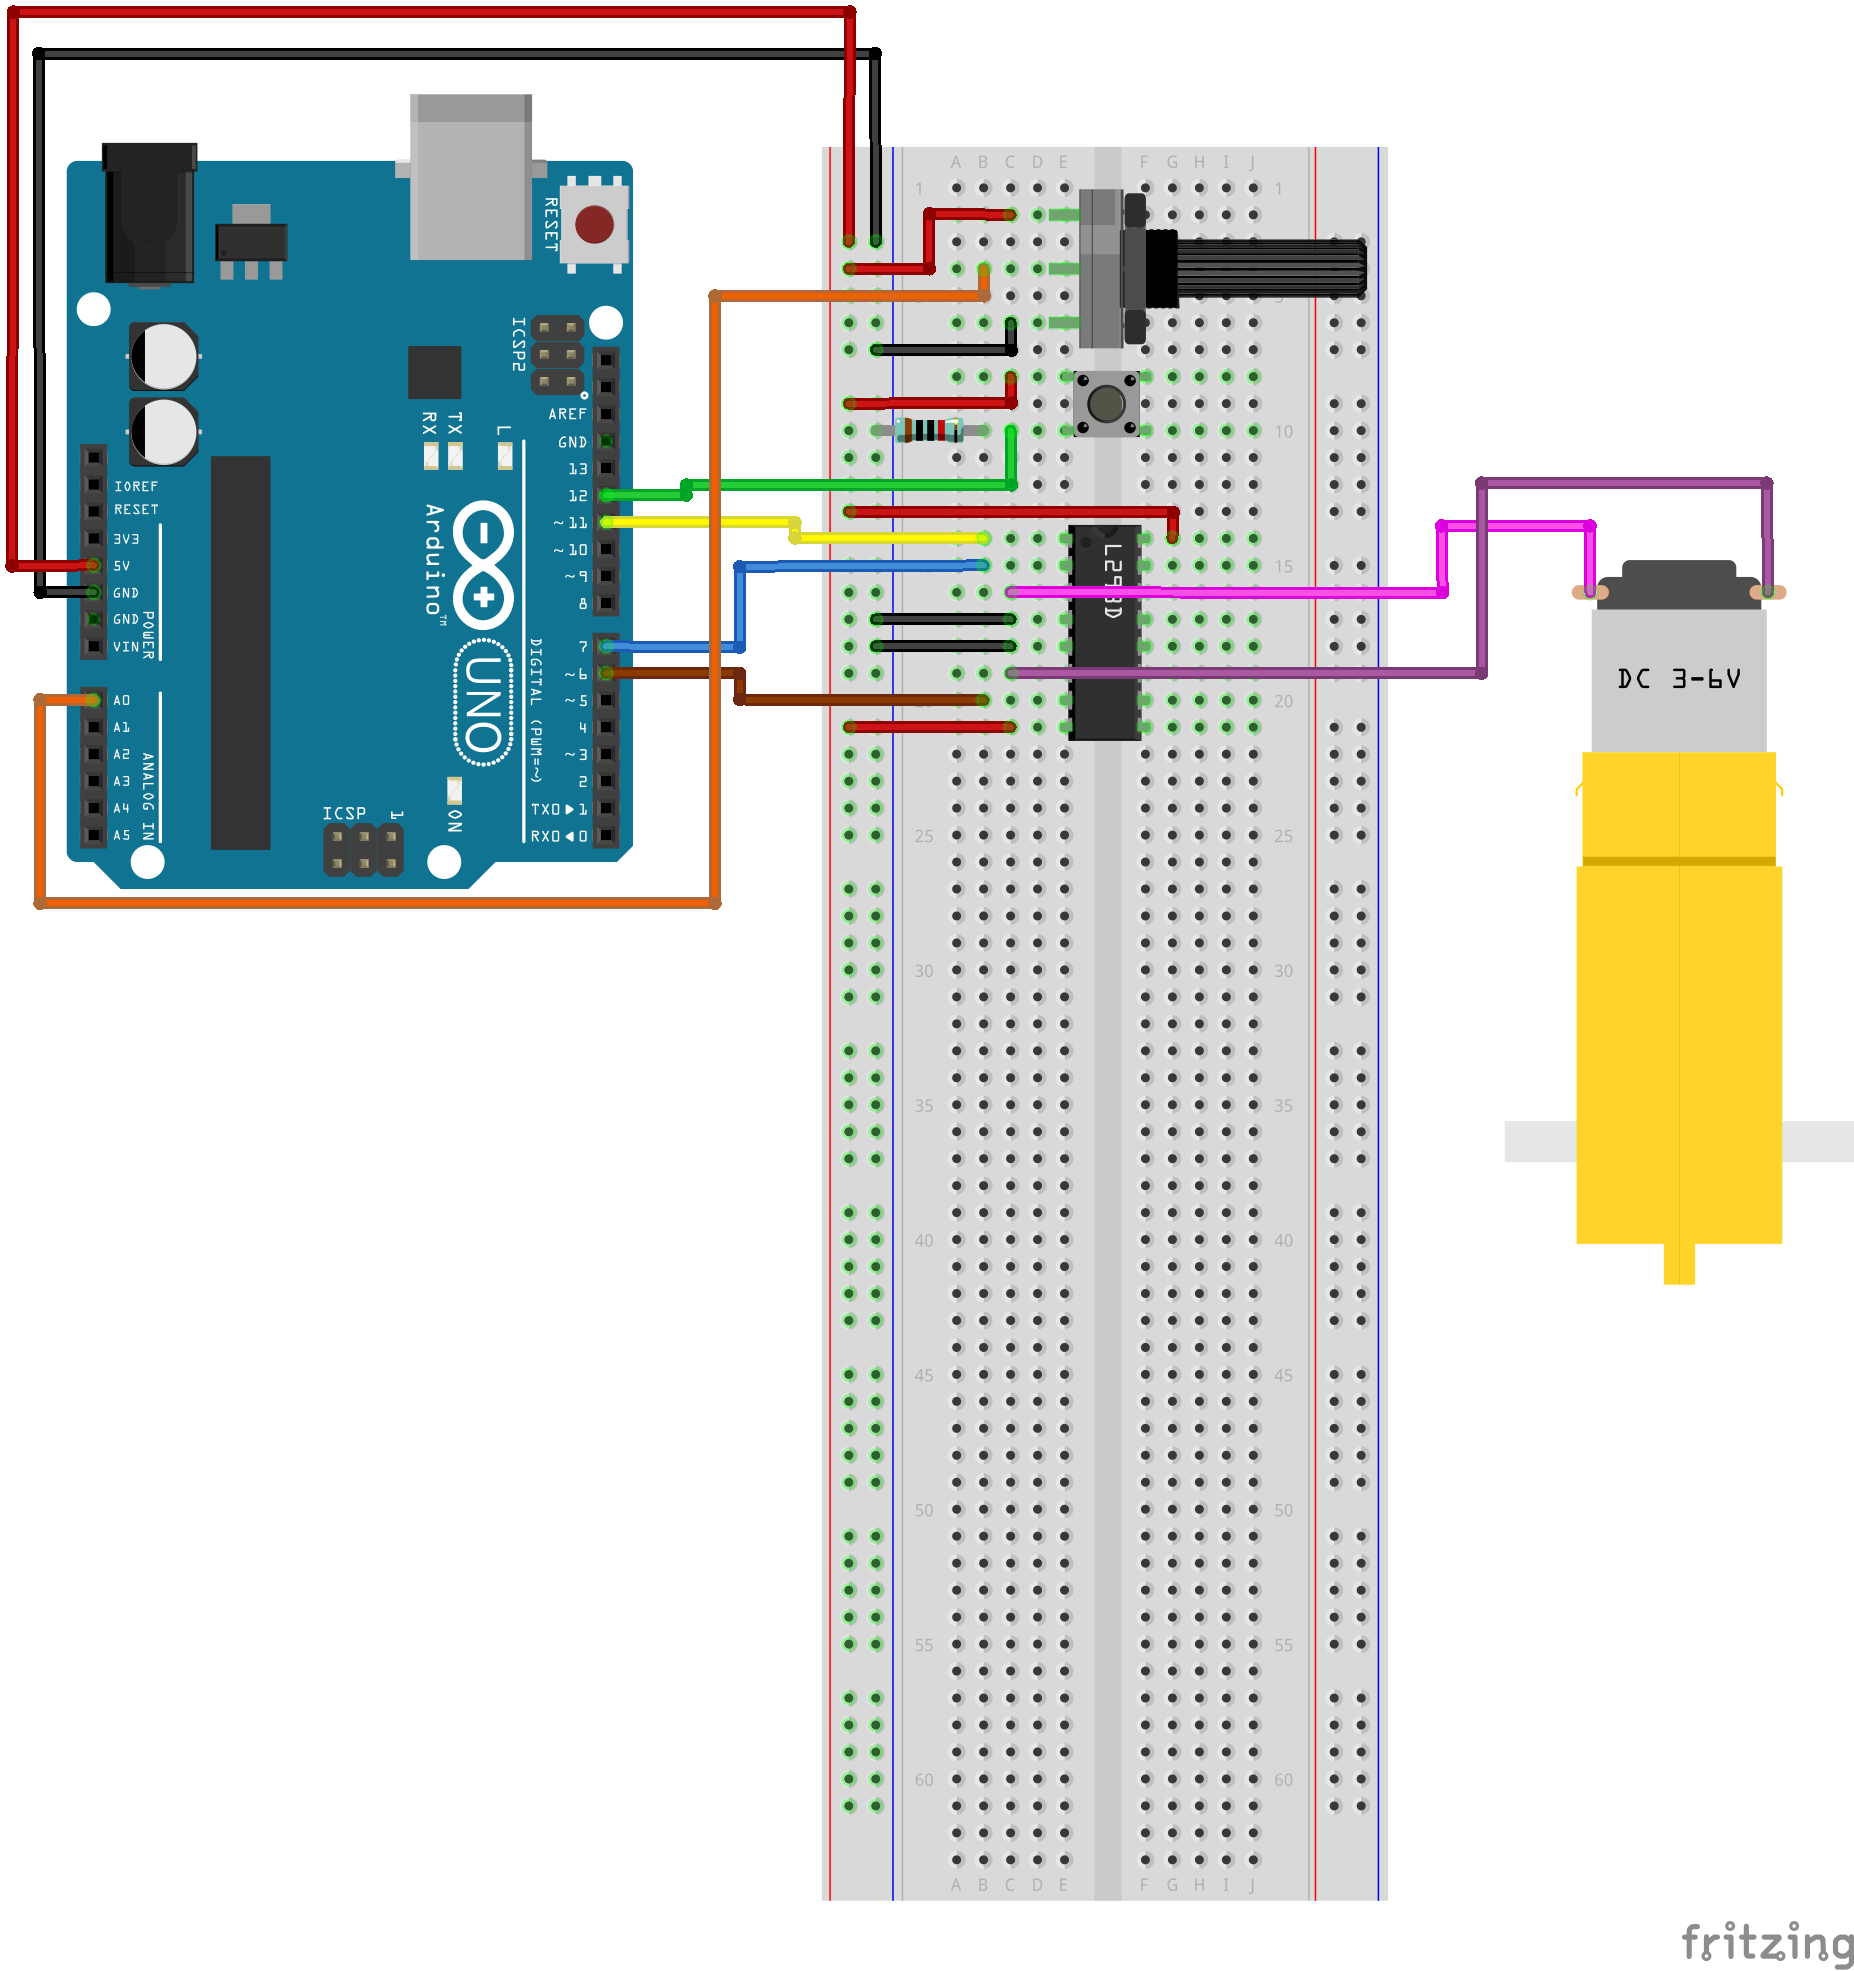 A B C D E F G H I J
1 1
RESET
5
ICSP2
AREF
GND
RX TX L
13
10
IOREF
12
RESET
~11
3V3
~10
5V
~9
15 15
GND
8
GND
VIN
POWER
Arduino™
L293D
7
~6
UNO
DIGITAL (PWM=~)
DC 3-6V
A0
~5
20 20
A1
4
A2
~3
A3
2
A4
TX0▶1
A5
RX0◀0
ANALOG IN
ICSP 1
ON
25 25
30 30
35 35
40 40
45 45
50 50
55 55
60 60
A B C D E F G H I J
fritzing